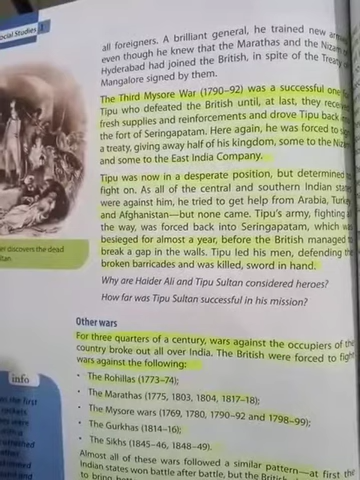 Social Studies
all foreigners. A brilliant general, he trained new
even though he knew that the Marathas and the Nizam of
Hyderabad had joined the British, in spite of the Treaty
Mangalore signed by them.
The Third Mysore War (1790–92) was a successful one
Tipu who defeated the British until, at last, they
fresh supplies and reinforcements and drove Tipu back
the fort of Seringapatam. Here again, he was forced to
a treaty, giving away half of his kingdom, some to the
and some to the East India Company.
Tipu was now in a desperate position, but determined
fight on. As all of the central and southern Indian
were against him, he tried to get help from Arabia,
and Afghanistan—but none came. Tipu's army, fighting
the way, was forced back into Seringapatam, which
besieged for almost a year, before the British managed
break a gap in the walls. Tipu led his men, defending the
broken barricades and was killed, sword in hand.
discovers the dead
Why are Haider Ali and Tipu Sultan considered heroes?
How far was Tipu Sultan successful in his mission?
Other wars
For three quarters of a century, wars against the occupiers of the
country broke out all over India. The British were forced to fight
wars against the following:
info
• The Rohillas (1773–74);
• The Marathas (1775, 1803, 1804, 1817–18);
• The Mysore wars (1769, 1780, 1790–92 and 1798–99);
• The Gurkhas (1814–16);
• The Sikhs (1845–46, 1848–49).
the first
rockets
Almost all of these wars followed a similar pattern—at first the
Indian states won battle after battle, but the British
to bring